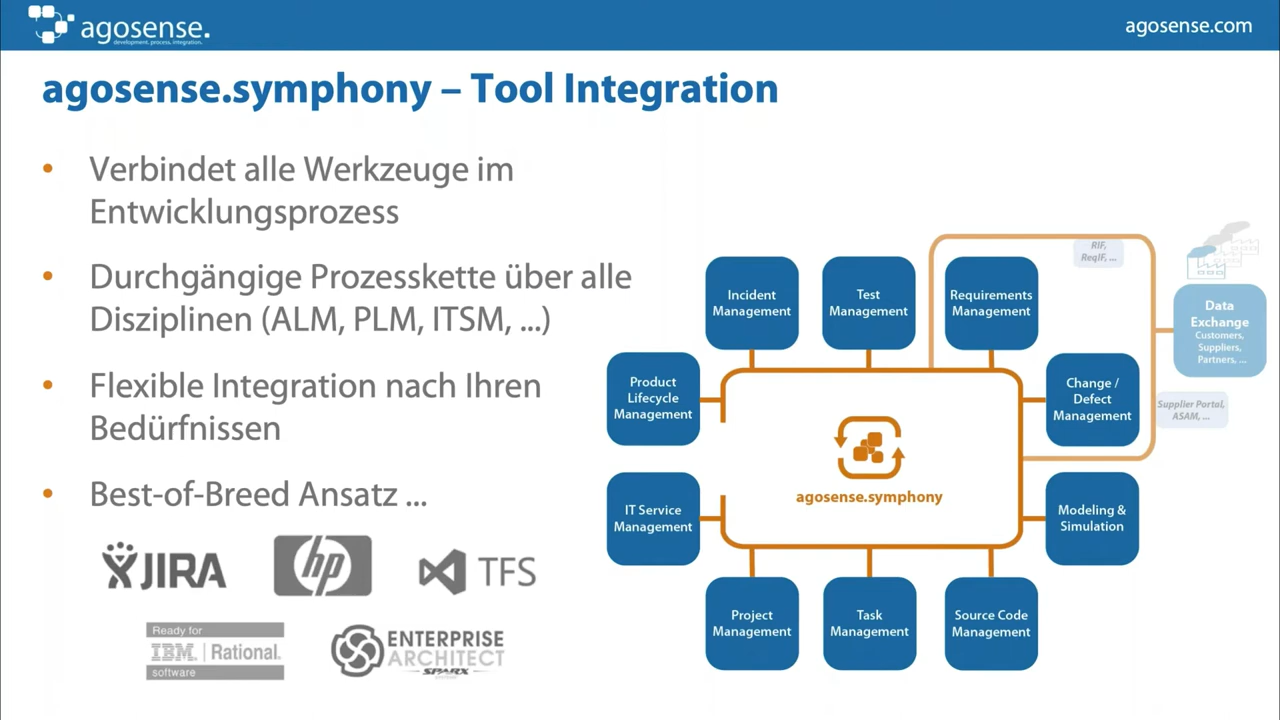 agosense.
development. process. integration.
agosense.com
agosense.symphony – Tool Integration
• Verbindet alle Werkzeuge im
Entwicklungsprozess
• Durchgängige Prozesskette über alle
Disziplinen (ALM, PLM, ITSM, ...)
• Flexible Integration nach Ihren
Bedürfnissen
• Best-of-Breed Ansatz ...
JIRA
hp
TFS
Ready for
IBM | Rational.
software
ENTERPRISE
ARCHITECT
SPARX
SYSTEMS
RIF,
ReqIF, ...
Incident
Management
Test
Management
Requirements
Management
Data
Exchange
Customers,
Suppliers,
Partners, ...
Product
Lifecycle
Management
Change /
Defect
Management
Supplier Portal,
ASAM, ...
agosense.symphony
IT Service
Management
Modeling &
Simulation
Project
Management
Task
Management
Source Code
Management